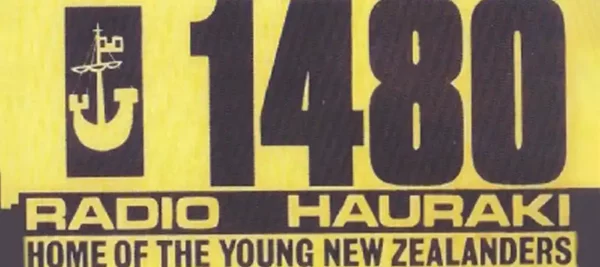 1480
RADIO HAURAKI
HOME OF THE YOUNG NEW ZEALANDERS